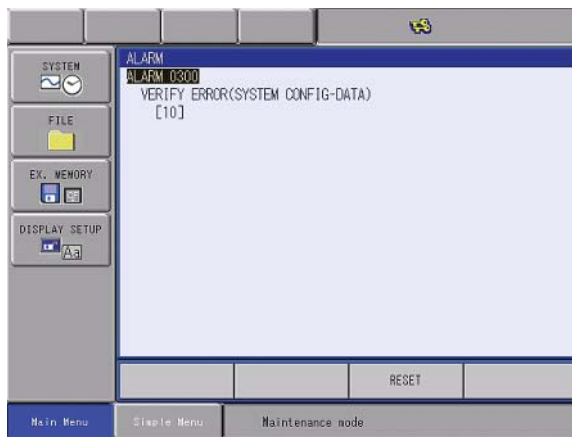 SYSTEM
FILE
EX. MEMORY
DISPLAY SETUP
Aa
ALARM
ALARM 0300
VERIFY ERROR(SYSTEM CONFIG-DATA)
[10]
RESET
Main Menu
Simple Menu
Maintenance mode